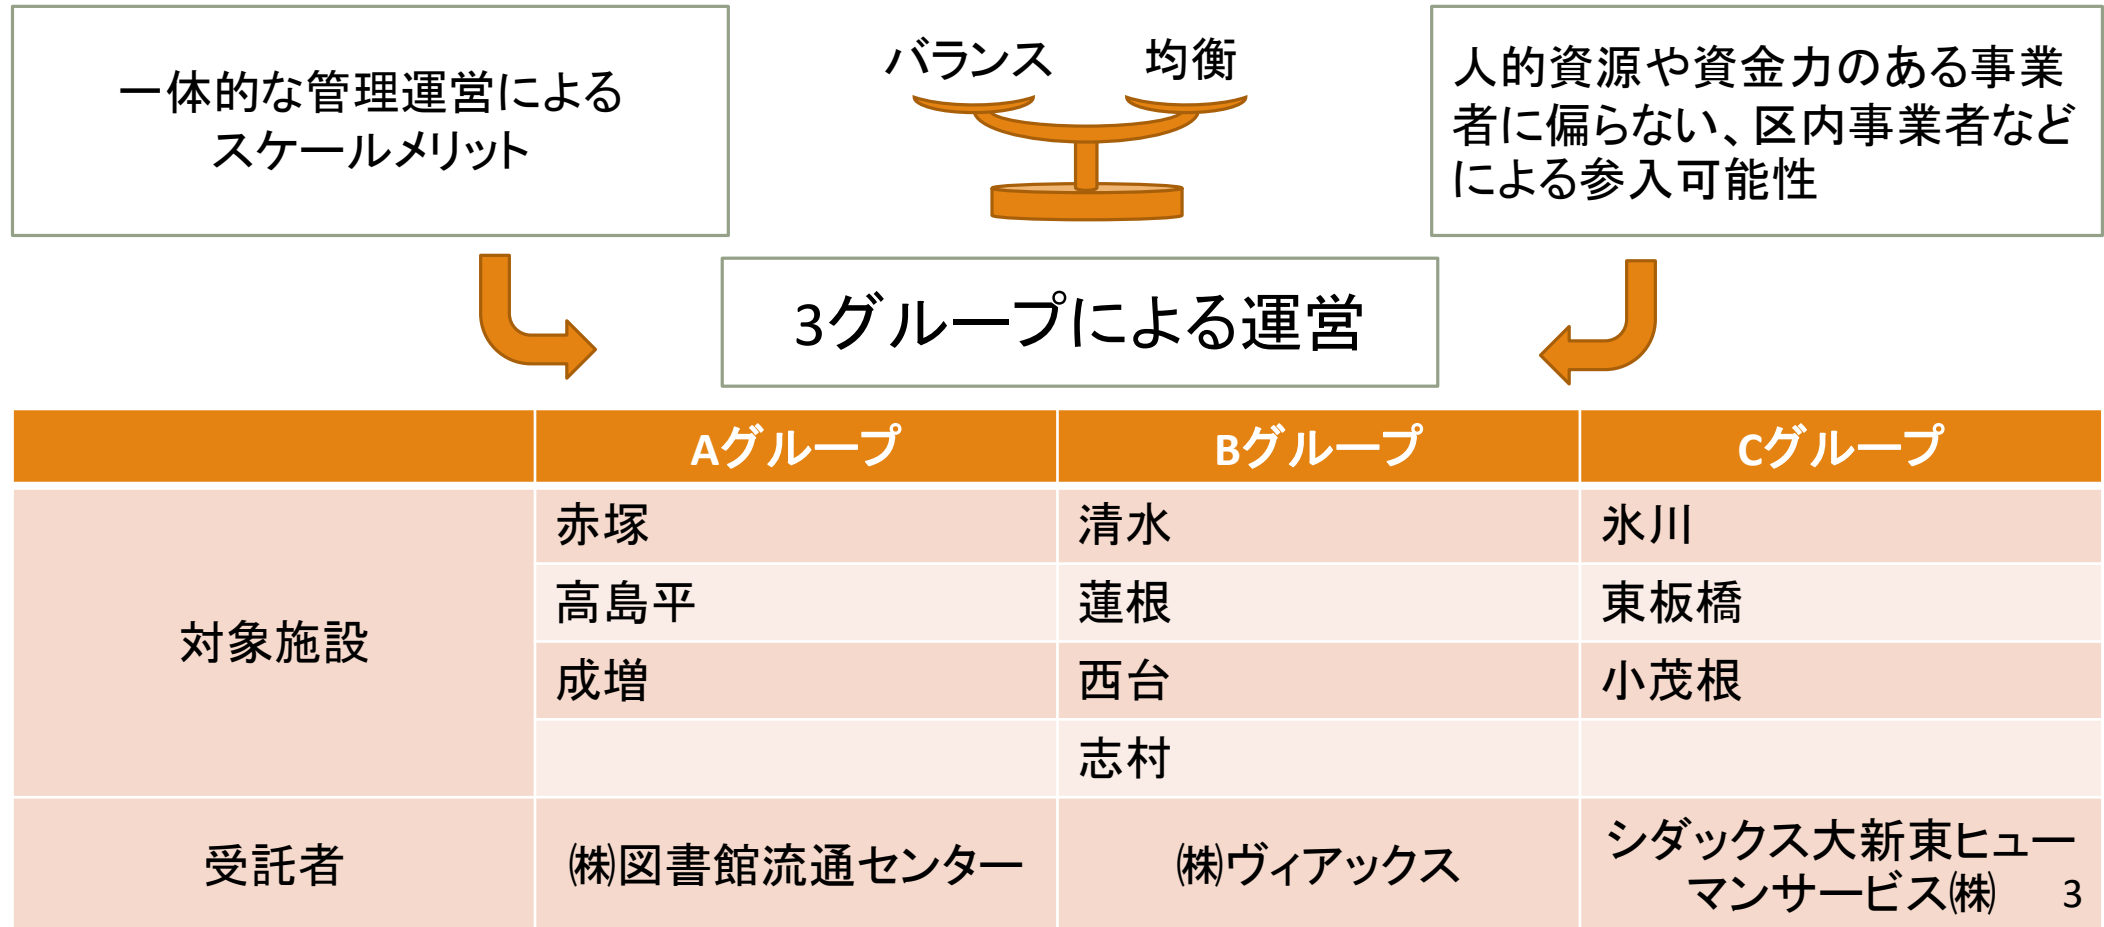 一体的な管理運営による
スケールメリット
バランス 均衡
人的資源や資金力のある事業
者に偏らない、区内事業者など
による参入可能性
3グループによる運営
Aグループ Bグループ Cグループ
対象施設
赤塚 清水 氷川
高島平 蓮根 東板橋
成増 西台 小茂根
志村
受託者 ㈱図書館流通センター ㈱ヴィアックス シダックス大新東ヒュー
マンサービス㈱
3